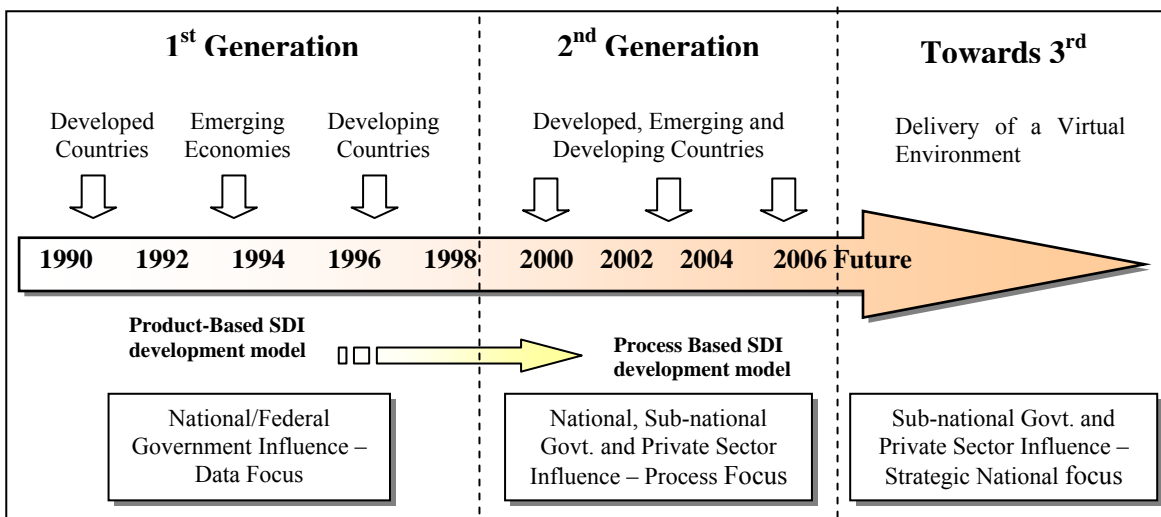 1st Generation
2nd Generation
Towards 3rd
Developed
Countries
Emerging
Economies
Developing
Countries
Developed, Emerging and
Developing Countries
Delivery of a Virtual
Environment
1990 1992 1994 1996 1998 2000 2002 2004 2006 Future
Product-Based SDI
development model
Process Based SDI
development model
National/Federal
Government Influence –
Data Focus
National, Sub-national
Govt. and Private Sector
Influence – Process Focus
Sub-national Govt. and
Private Sector Influence –
Strategic National focus